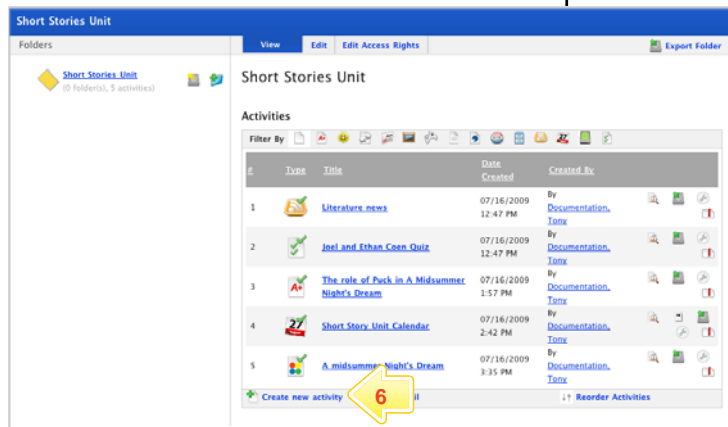 Short Stories Unit
Folders
View Edit Edit Access Rights Export Folder
Short Stories Unit
(0 folder(s), 5 activities)
Short Stories Unit
Activities
Filter By
# Type Title Date Created Created By
1 Literature news 07/16/2009 12:47 PM By Documentation, Tony
2 Joel and Ethan Coen Quiz 07/16/2009 12:47 PM By Documentation, Tony
3 A+ The role of Puck in A Midsummer Night's Dream 07/16/2009 1:57 PM By Documentation, Tony
4 27 Short Story Unit Calendar 07/16/2009 2:42 PM By Documentation, Tony
5 A midsummer Night's Dream 07/16/2009 3:35 PM By Documentation, Tony
Create new activity 6 Reorder Activities